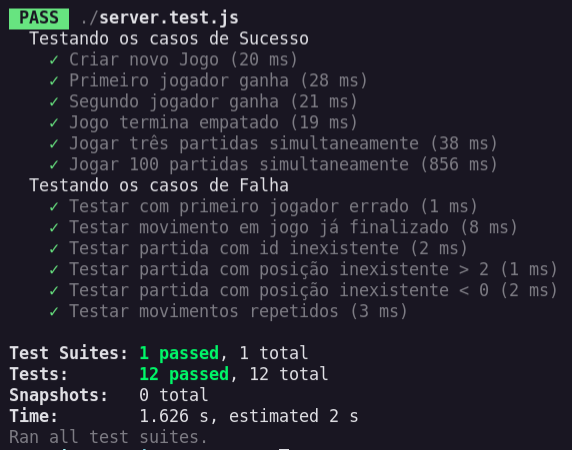 PASS ./server.test.js
Testando os casos de Sucesso
✓ Criar novo Jogo (20 ms)
✓ Primeiro jogador ganha (28 ms)
✓ Segundo jogador ganha (21 ms)
✓ Jogo termina empatado (19 ms)
✓ Jogar três partidas simultaneamente (38 ms)
✓ Jogar 100 partidas simultaneamente (856 ms)
Testando os casos de Falha
✓ Testar com primeiro jogador errado (1 ms)
✓ Testar movimento em jogo já finalizado (8 ms)
✓ Testar partida com id inexistente (2 ms)
✓ Testar partida com posição inexistente > 2 (1 ms)
✓ Testar partida com posição inexistente < 0 (2 ms)
✓ Testar movimentos repetidos (3 ms)
Test Suites: 1 passed, 1 total
Tests: 12 passed, 12 total
Snapshots: 0 total
Time: 1.626 s, estimated 2 s
Ran all test suites.